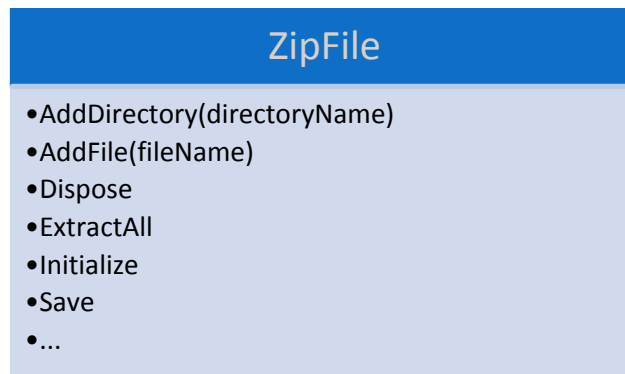 ZipFile
•AddDirectory(directoryName)
•AddFile(fileName)
•Dispose
•ExtractAll
•Initialize
•Save
•...